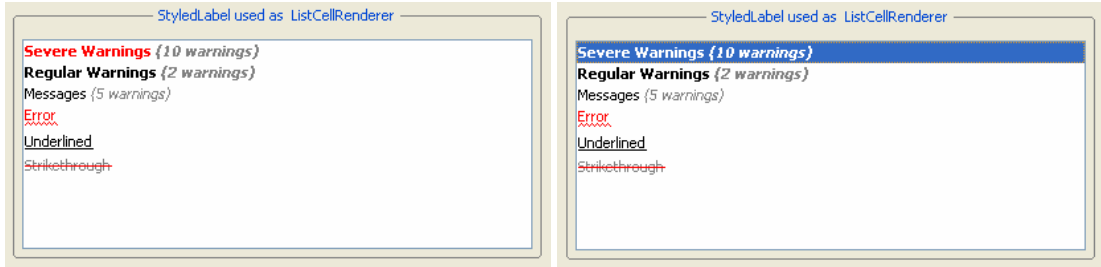 StyledLabel used as ListCellRenderer
Severe Warnings {10 warnings}
Regular Warnings {2 warnings}
Messages {5 warnings}
Error
Underlined
Strikethrough
StyledLabel used as ListCellRenderer
Severe Warnings {10 warnings}
Regular Warnings {2 warnings}
Messages {5 warnings}
Error
Underlined
Strikethrough